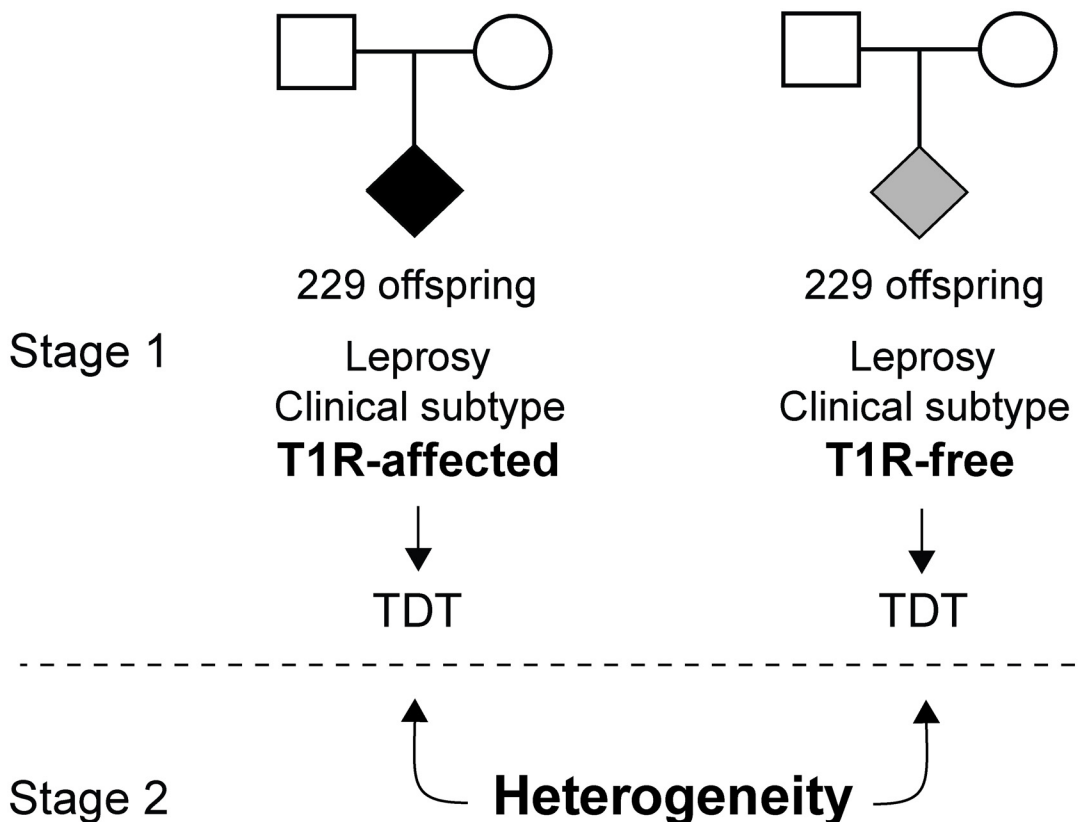 229 offspring
229 offspring
Stage 1
Leprosy
Clinical subtype
T1R-affected
Leprosy
Clinical subtype
T1R-free
TDT
TDT
Stage 2
Heterogeneity